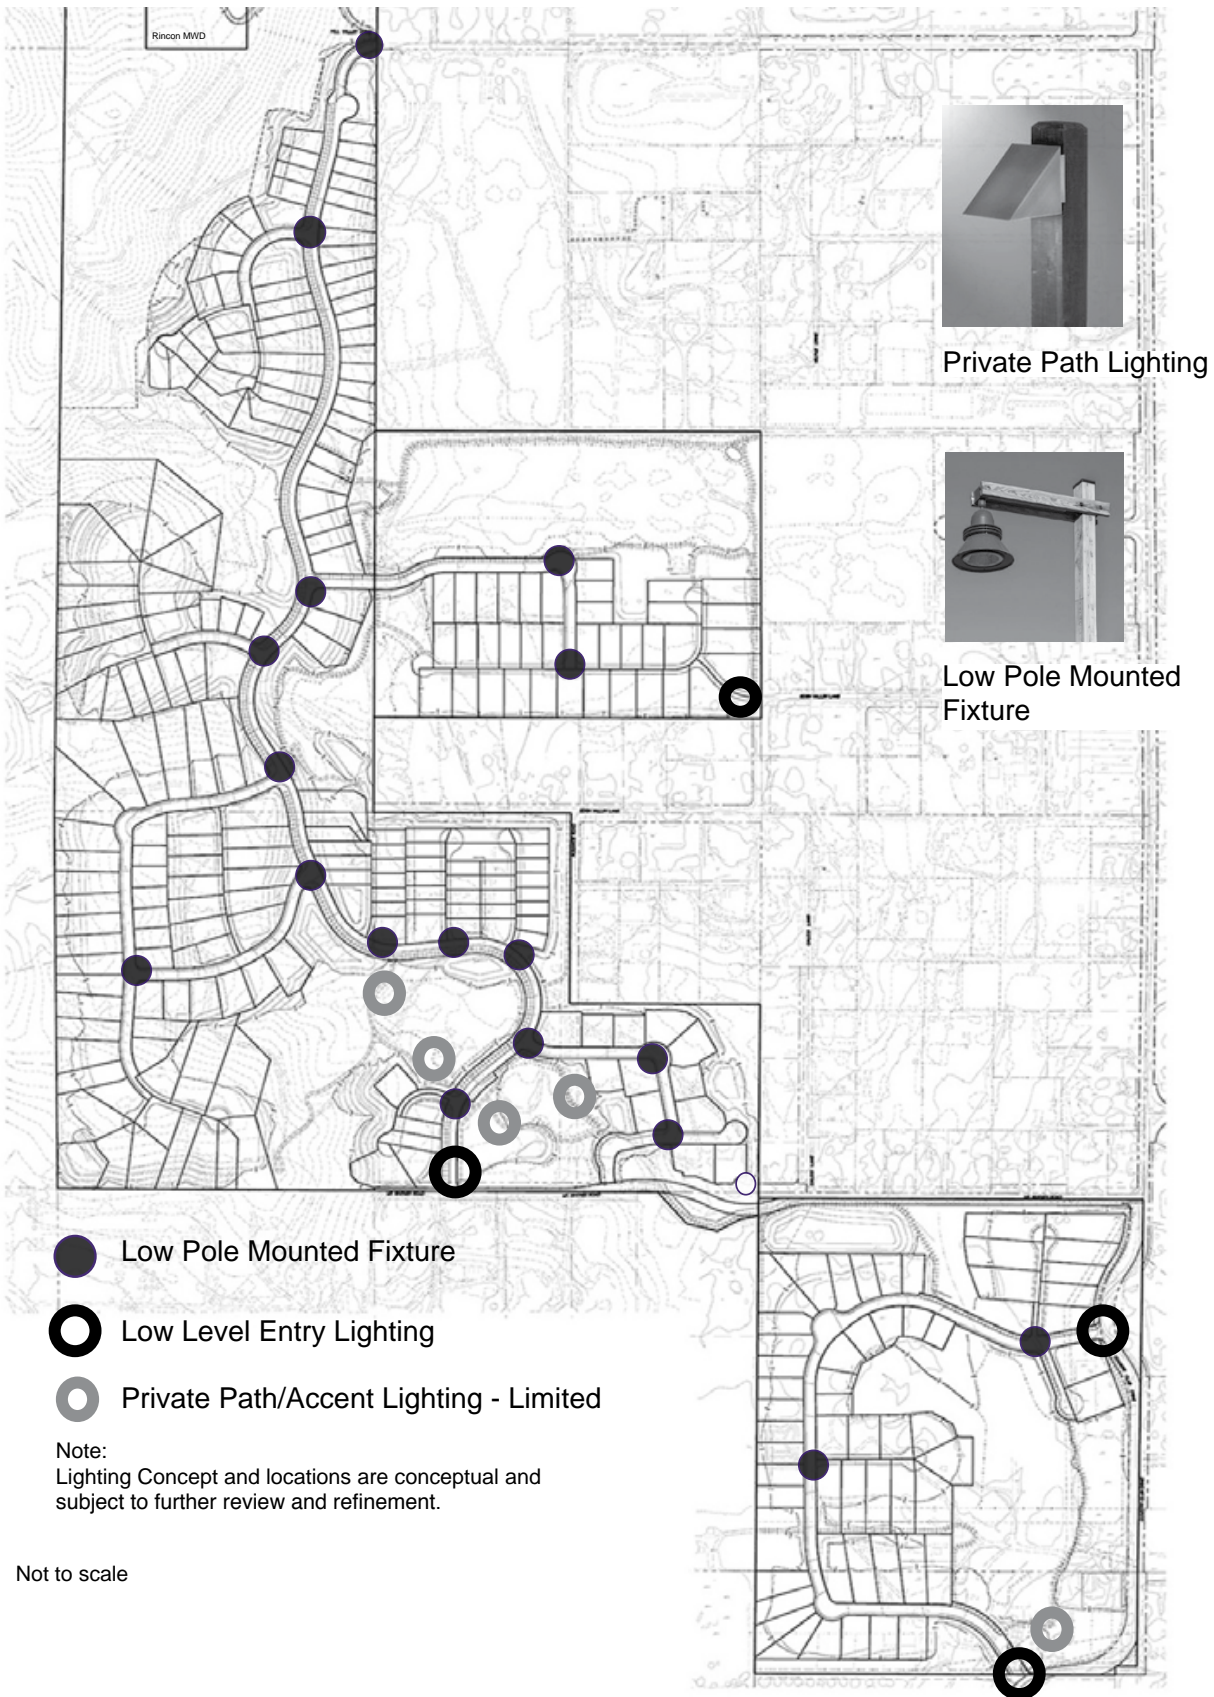 Rincon MWD
Private Path Lighting
Low Pole Mounted
Fixture
Low Pole Mounted Fixture
Low Level Entry Lighting
Private Path/Accent Lighting - Limited
Note:
Lighting Concept and locations are conceptual and
subject to further review and refinement.
Not to scale